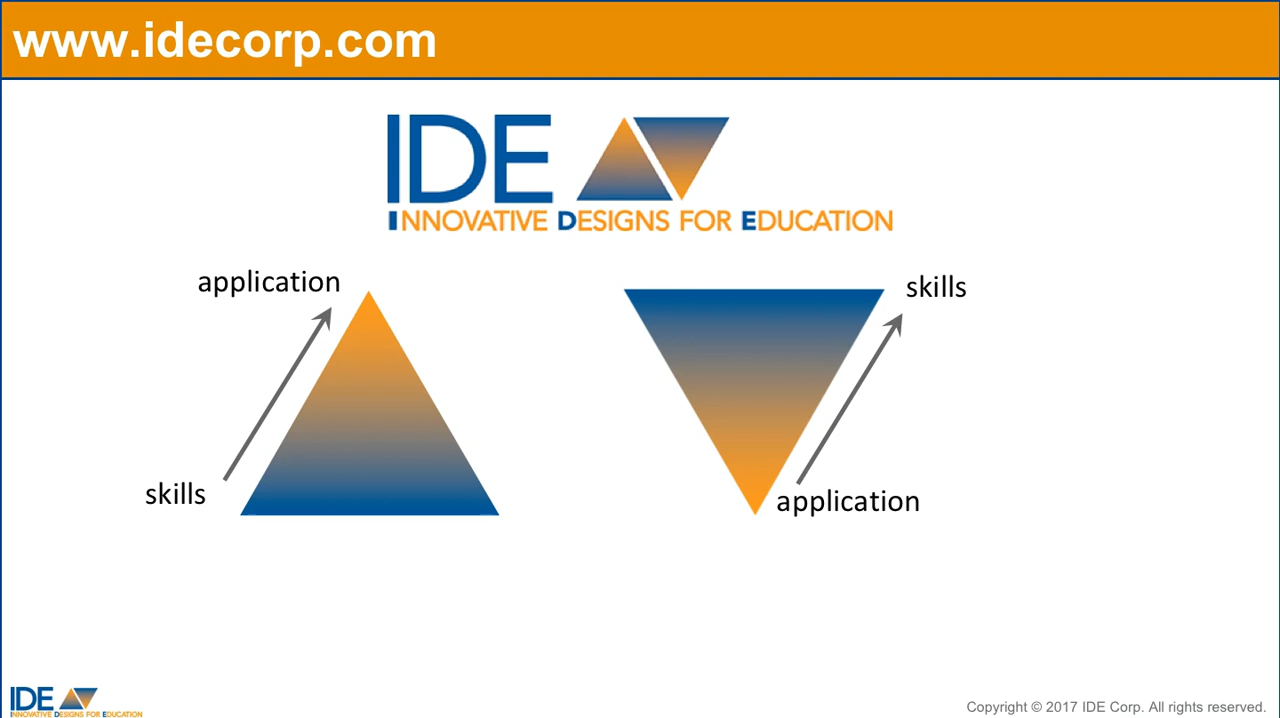 www.idecorp.com
IDE
INNOVATIVE DESIGNS FOR EDUCATION
application
skills
skills
application
IDE
INNOVATIVE DESIGNS FOR EDUCATION
Copyright © 2017 IDE Corp. All rights reserved.